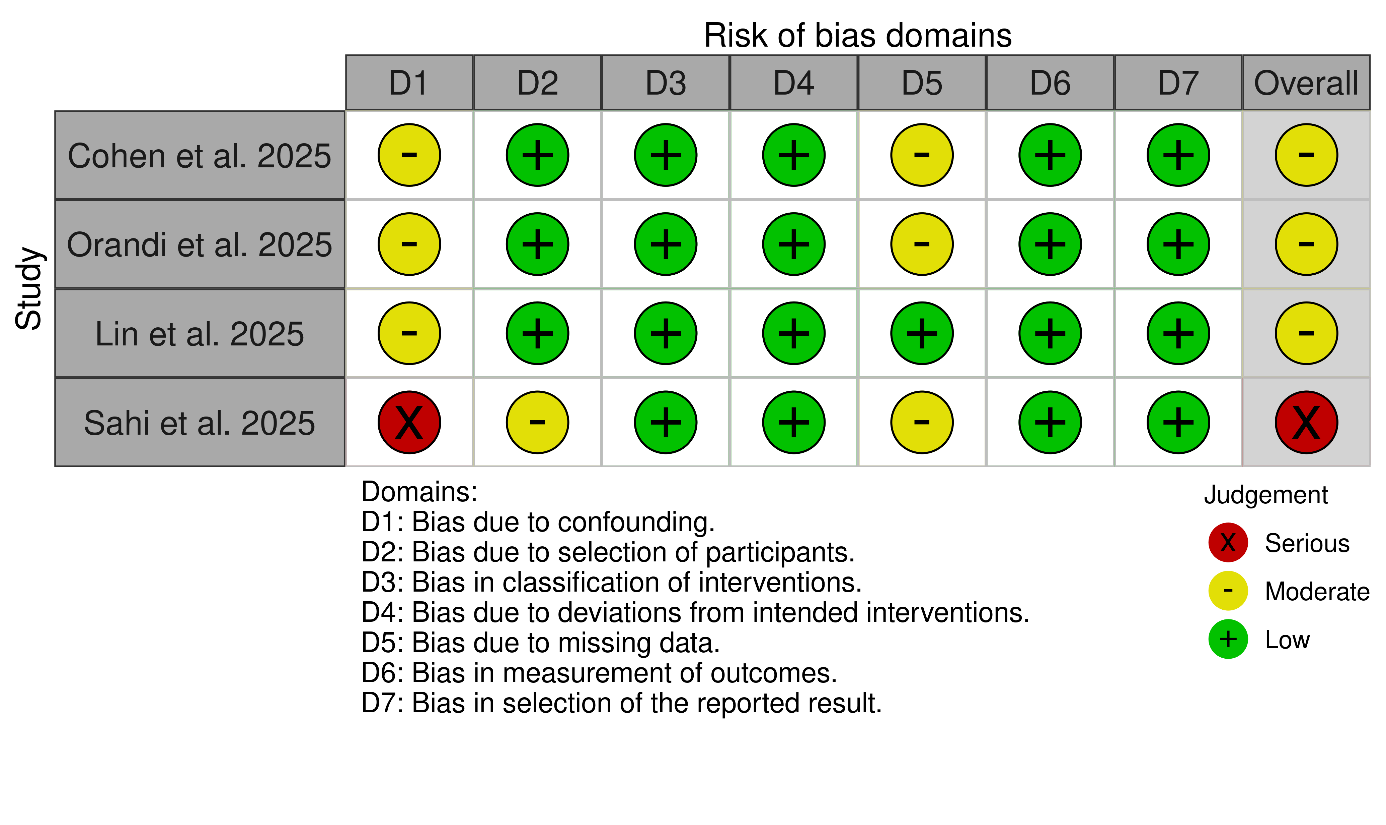 Risk of bias domains
D1 D2 D3 D4 D5 D6 D7 Overall
Study
Cohen et al. 2025 - + + + - + + -
Orandi et al. 2025 - + + + - + + -
Lin et al. 2025 - + + + + + + -
Sahi et al. 2025 X - + + - + + X
Domains:
D1: Bias due to confounding.
D2: Bias due to selection of participants.
D3: Bias in classification of interventions.
D4: Bias due to deviations from intended interventions.
D5: Bias due to missing data.
D6: Bias in measurement of outcomes.
D7: Bias in selection of the reported result.
Judgement
X Serious
- Moderate
+ Low